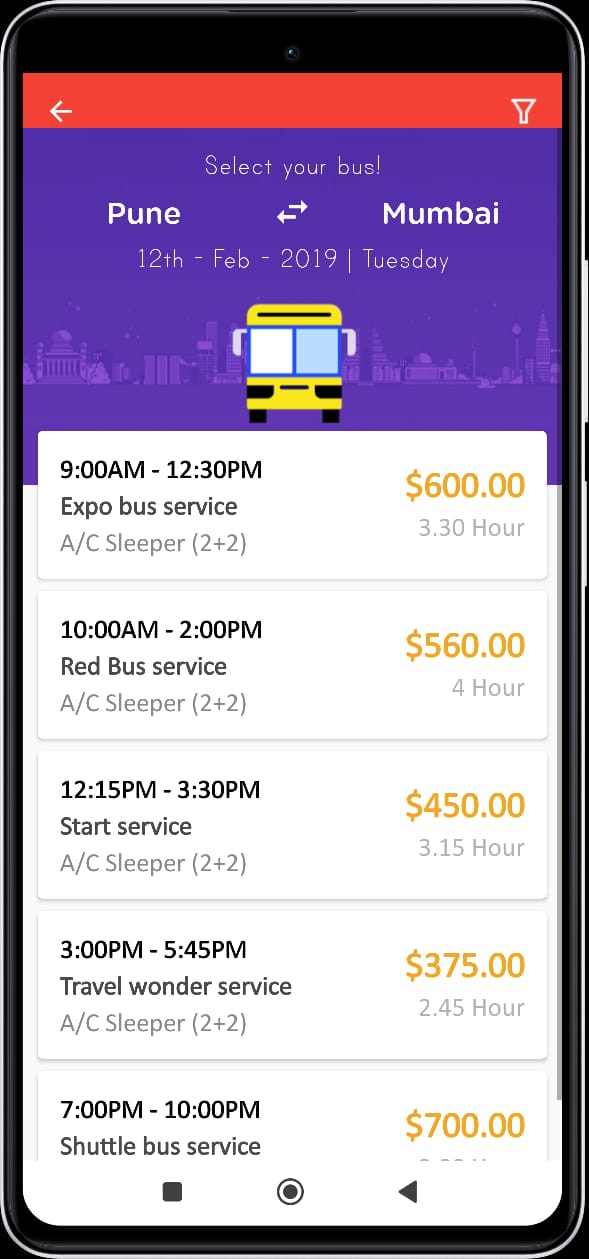 Select your bus!
Pune Mumbai
12th - Feb - 2019 | Tuesday
9:00AM - 12:30PM
$600.00
Expo bus service
3.30 Hour
A/C Sleeper (2+2)
10:00AM - 2:00PM
$560.00
Red Bus service
4 Hour
A/C Sleeper (2+2)
12:15PM - 3:30PM
$450.00
Start service
3.15 Hour
A/C Sleeper (2+2)
3:00PM - 5:45PM
$375.00
Travel wonder service
2.45 Hour
A/C Sleeper (2+2)
7:00PM - 10:00PM
$700.00
Shuttle bus service